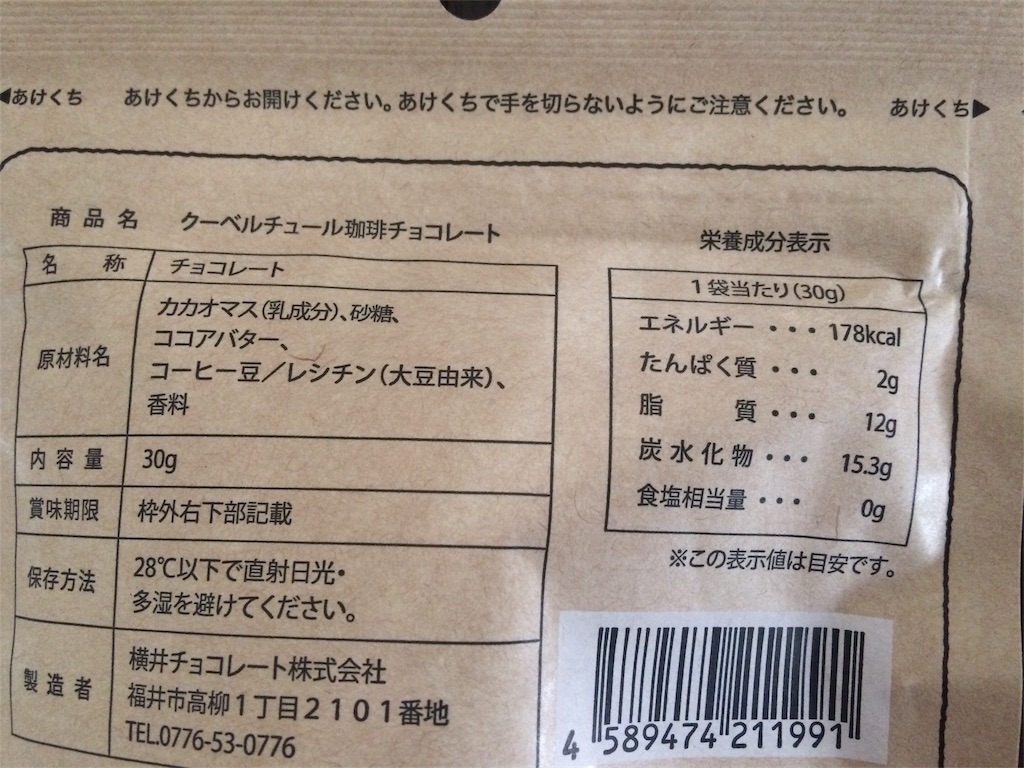 ◀あけくち　あけくちからお開けください。あけくちで手を切らないようにご注意ください。　あけくち▶
商品名　クーベルチュール珈琲チョコレート
名称　チョコレート
原材料名　カカオマス（乳成分）、砂糖、
ココアバター、
コーヒー豆／レシチン（大豆由来）、
香料
内容量　30g
賞味期限　枠外右下部記載
保存方法　28℃以下で直射日光・
多湿を避けてください。
製造者　横井チョコレート株式会社
福井市高柳１丁目２１０１番地
TEL.0776-53-0776
栄養成分表示
１袋当たり（30g）
エネルギー・・・178kcal
たんぱく質・・・2g
脂質・・・12g
炭水化物・・・15.3g
食塩相当量・・・0g
※この表示値は目安です。
4 589474 211991